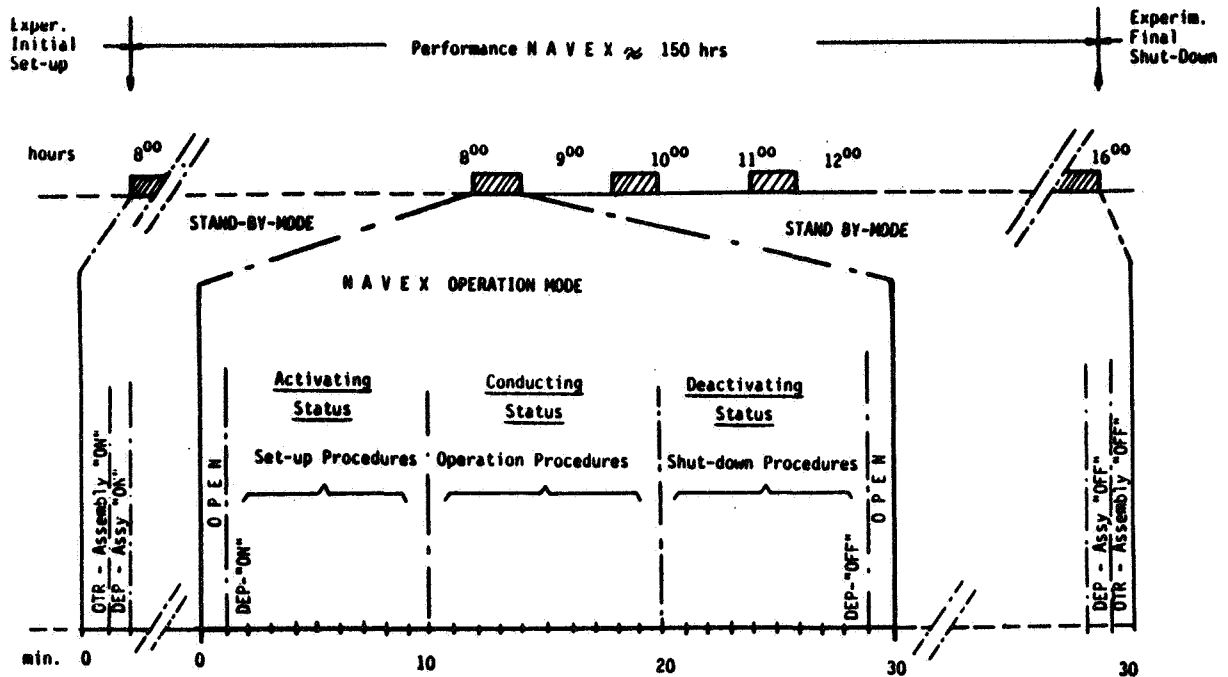 Exper.
Initial
Set-up
Performance N A V E X ≈ 150 hrs
Experim.
Final
Shut-Down
hours
8⁰⁰
8⁰⁰
9⁰⁰
10⁰⁰
11⁰⁰
12⁰⁰
16⁰⁰
STAND-BY-MODE
STAND BY-MODE
N A V E X OPERATION MODE
Activating
Status
Conducting
Status
Deactivating
Status
Set-up Procedures
Operation Procedures
Shut-down Procedures
OTR - Assembly "ON"
DEP - Assy "ON"
O P E N
DEP-"ON"
DEP-"OFF"
O P E N
DEP - Assy "OFF"
OTR - Assembly "OFF"
min.
0
0
10
20
30
30